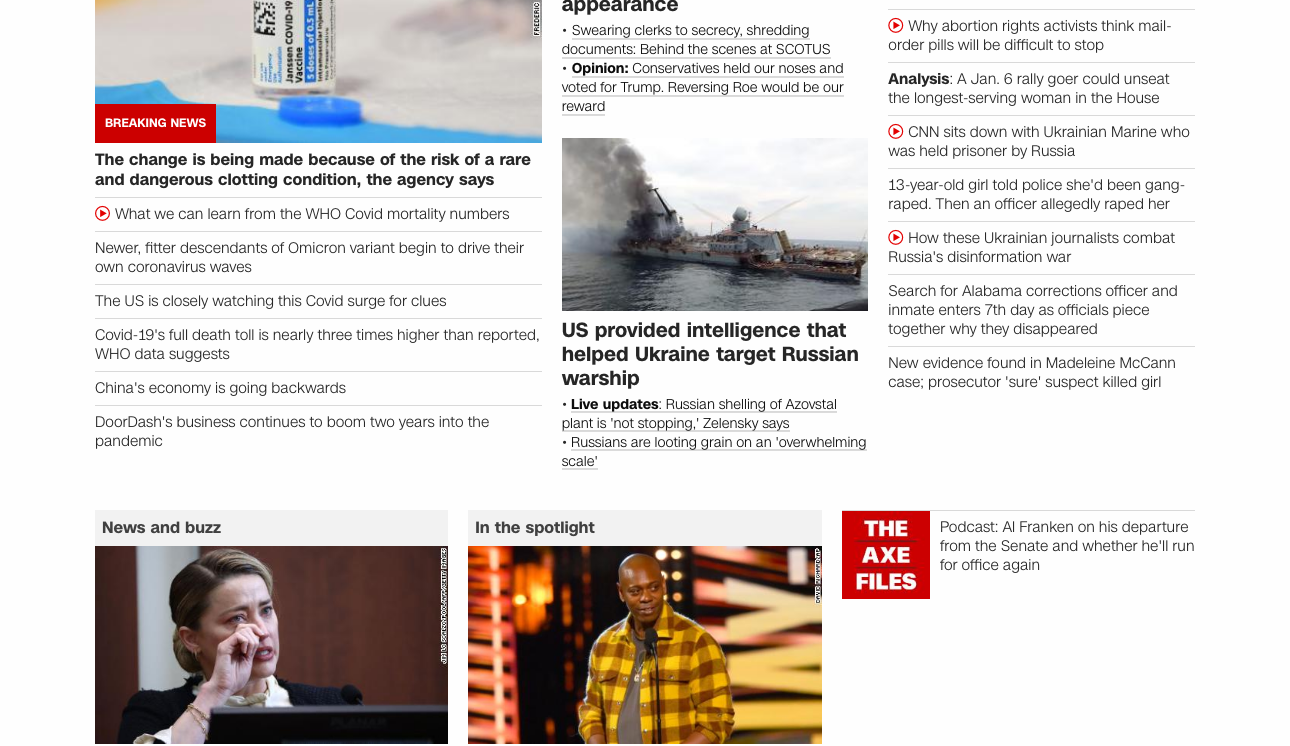 JANSSEN COVID-19
Vaccine
5 doses of 0.5 mL
FREDERIC
BREAKING NEWS
The change is being made because of the risk of a rare
and dangerous clotting condition, the agency says
What we can learn from the WHO Covid mortality numbers
Newer, fitter descendants of Omicron variant begin to drive their
own coronavirus waves
The US is closely watching this Covid surge for clues
Covid-19's full death toll is nearly three times higher than reported,
WHO data suggests
China's economy is going backwards
DoorDash's business continues to boom two years into the
pandemic
appearance
• Swearing clerks to secrecy, shredding
documents: Behind the scenes at SCOTUS
• Opinion: Conservatives held our noses and
voted for Trump. Reversing Roe would be our
reward
US provided intelligence that
helped Ukraine target Russian
warship
• Live updates: Russian shelling of Azovstal
plant is 'not stopping,' Zelensky says
• Russians are looting grain on an 'overwhelming
scale'
Why abortion rights activists think mail-
order pills will be difficult to stop
Analysis: A Jan. 6 rally goer could unseat
the longest-serving woman in the House
CNN sits down with Ukrainian Marine who
was held prisoner by Russia
13-year-old girl told police she'd been gang-
raped. Then an officer allegedly raped her
How these Ukrainian journalists combat
Russia's disinformation war
Search for Alabama corrections officer and
inmate enters 7th day as officials piece
together why they disappeared
New evidence found in Madeleine McCann
case; prosecutor 'sure' suspect killed girl
News and buzz
In the spotlight
THE
AXE
FILES
Podcast: Al Franken on his departure
from the Senate and whether he'll run
for office again